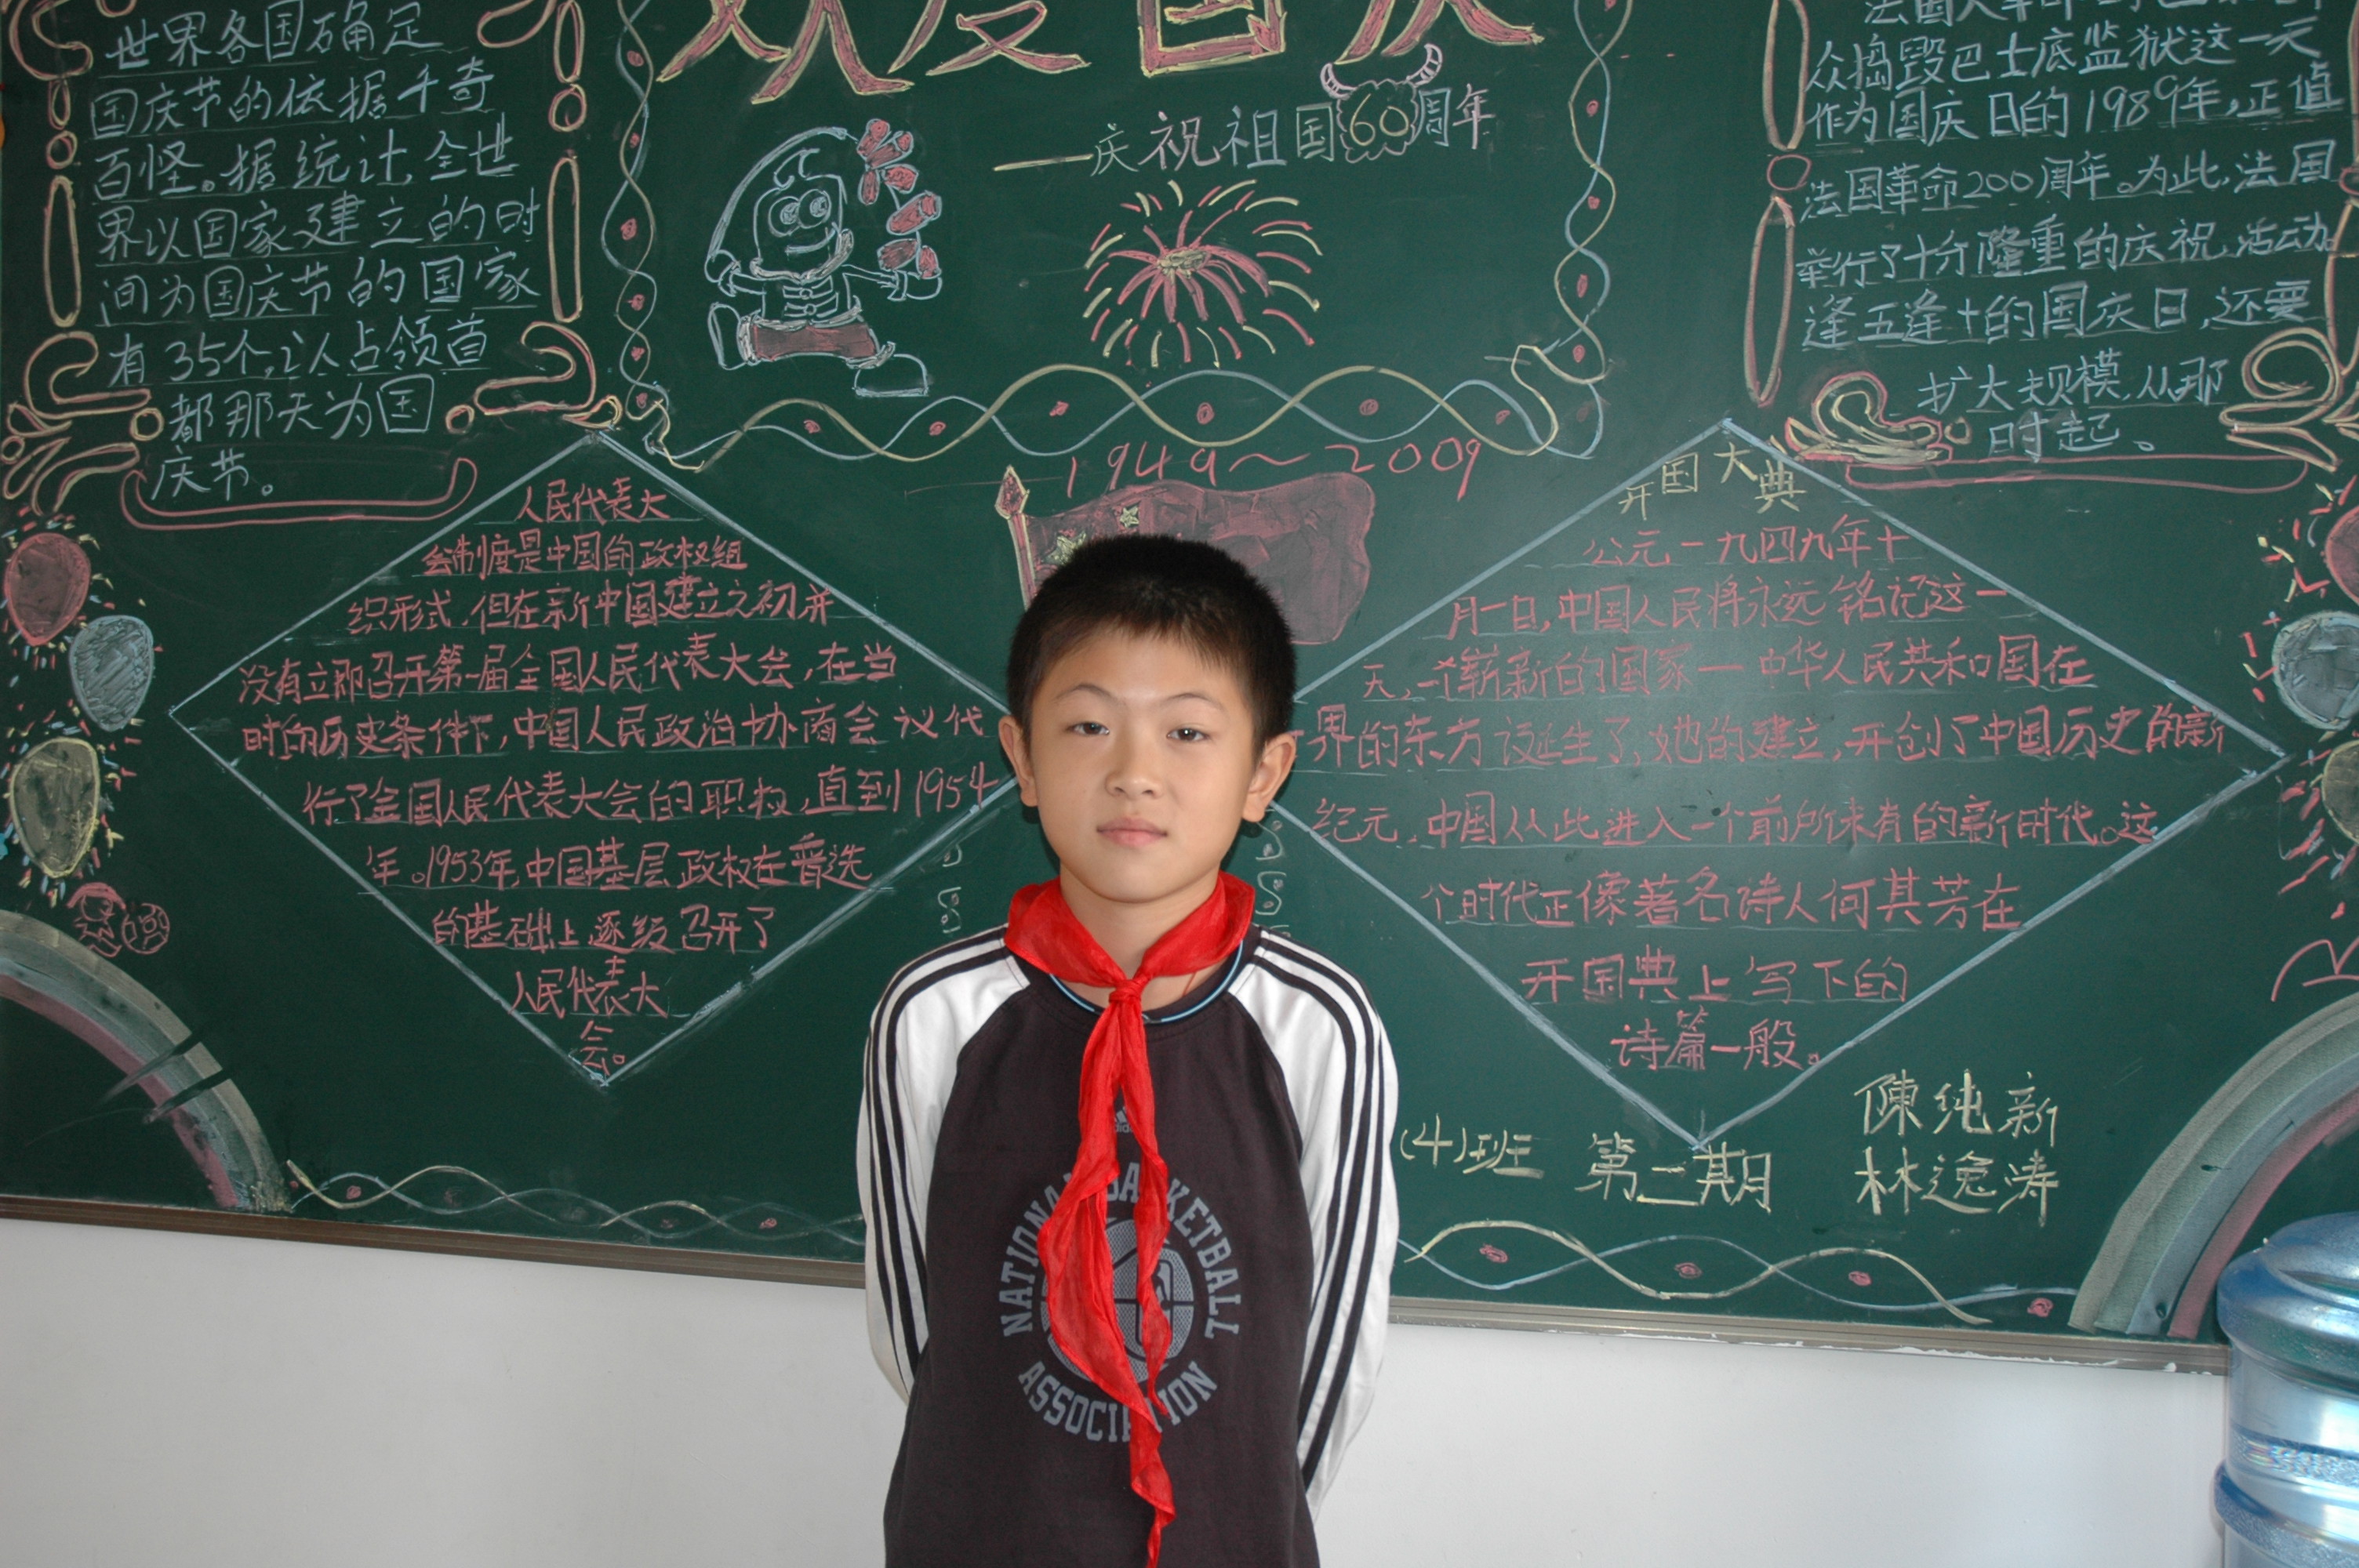 世界各国确定
国庆节的依据千奇
百怪。据统计,全世
界以国家建立的时
间为国庆节的国家
有35个,以占领首
都那天为国
庆节。
欢度国庆
——庆祝祖国60周年
1949~2009
众捣毁巴士底监狱这一天
作为国庆日的1989年,正值
法国革命200周年。为此,法国
举行了十分隆重的庆祝活动
逢五逢十的国庆日,还要
扩大规模,从那
时起。
人民代表大
会制度是中国的政权组
织形式,但在新中国建立之初并
没有立即召开第一届全国人民代表大会,在当
时的历史条件下,中国人民政治协商会议代
行了全国人民代表大会的职权,直到1954
年。1953年,中国基层政权在普选
的基础上,逐级召开了
人民代表大
会。
开国大典
公元一九四九年十
月一日,中国人民将永远铭记这一
天,一个崭新的国家—中华人民共和国在
界的东方诞生了,她的建立,开创了中国历史的新
纪元,中国从此进入一个前所未有的新时代。这
个时代正像著名诗人何其芳在
开国典上写下的
诗篇一般。
(4)班 第二期
陳纯新
林逸涛
adidas
NATIONAL BASKETBALL
ASSOCIATION